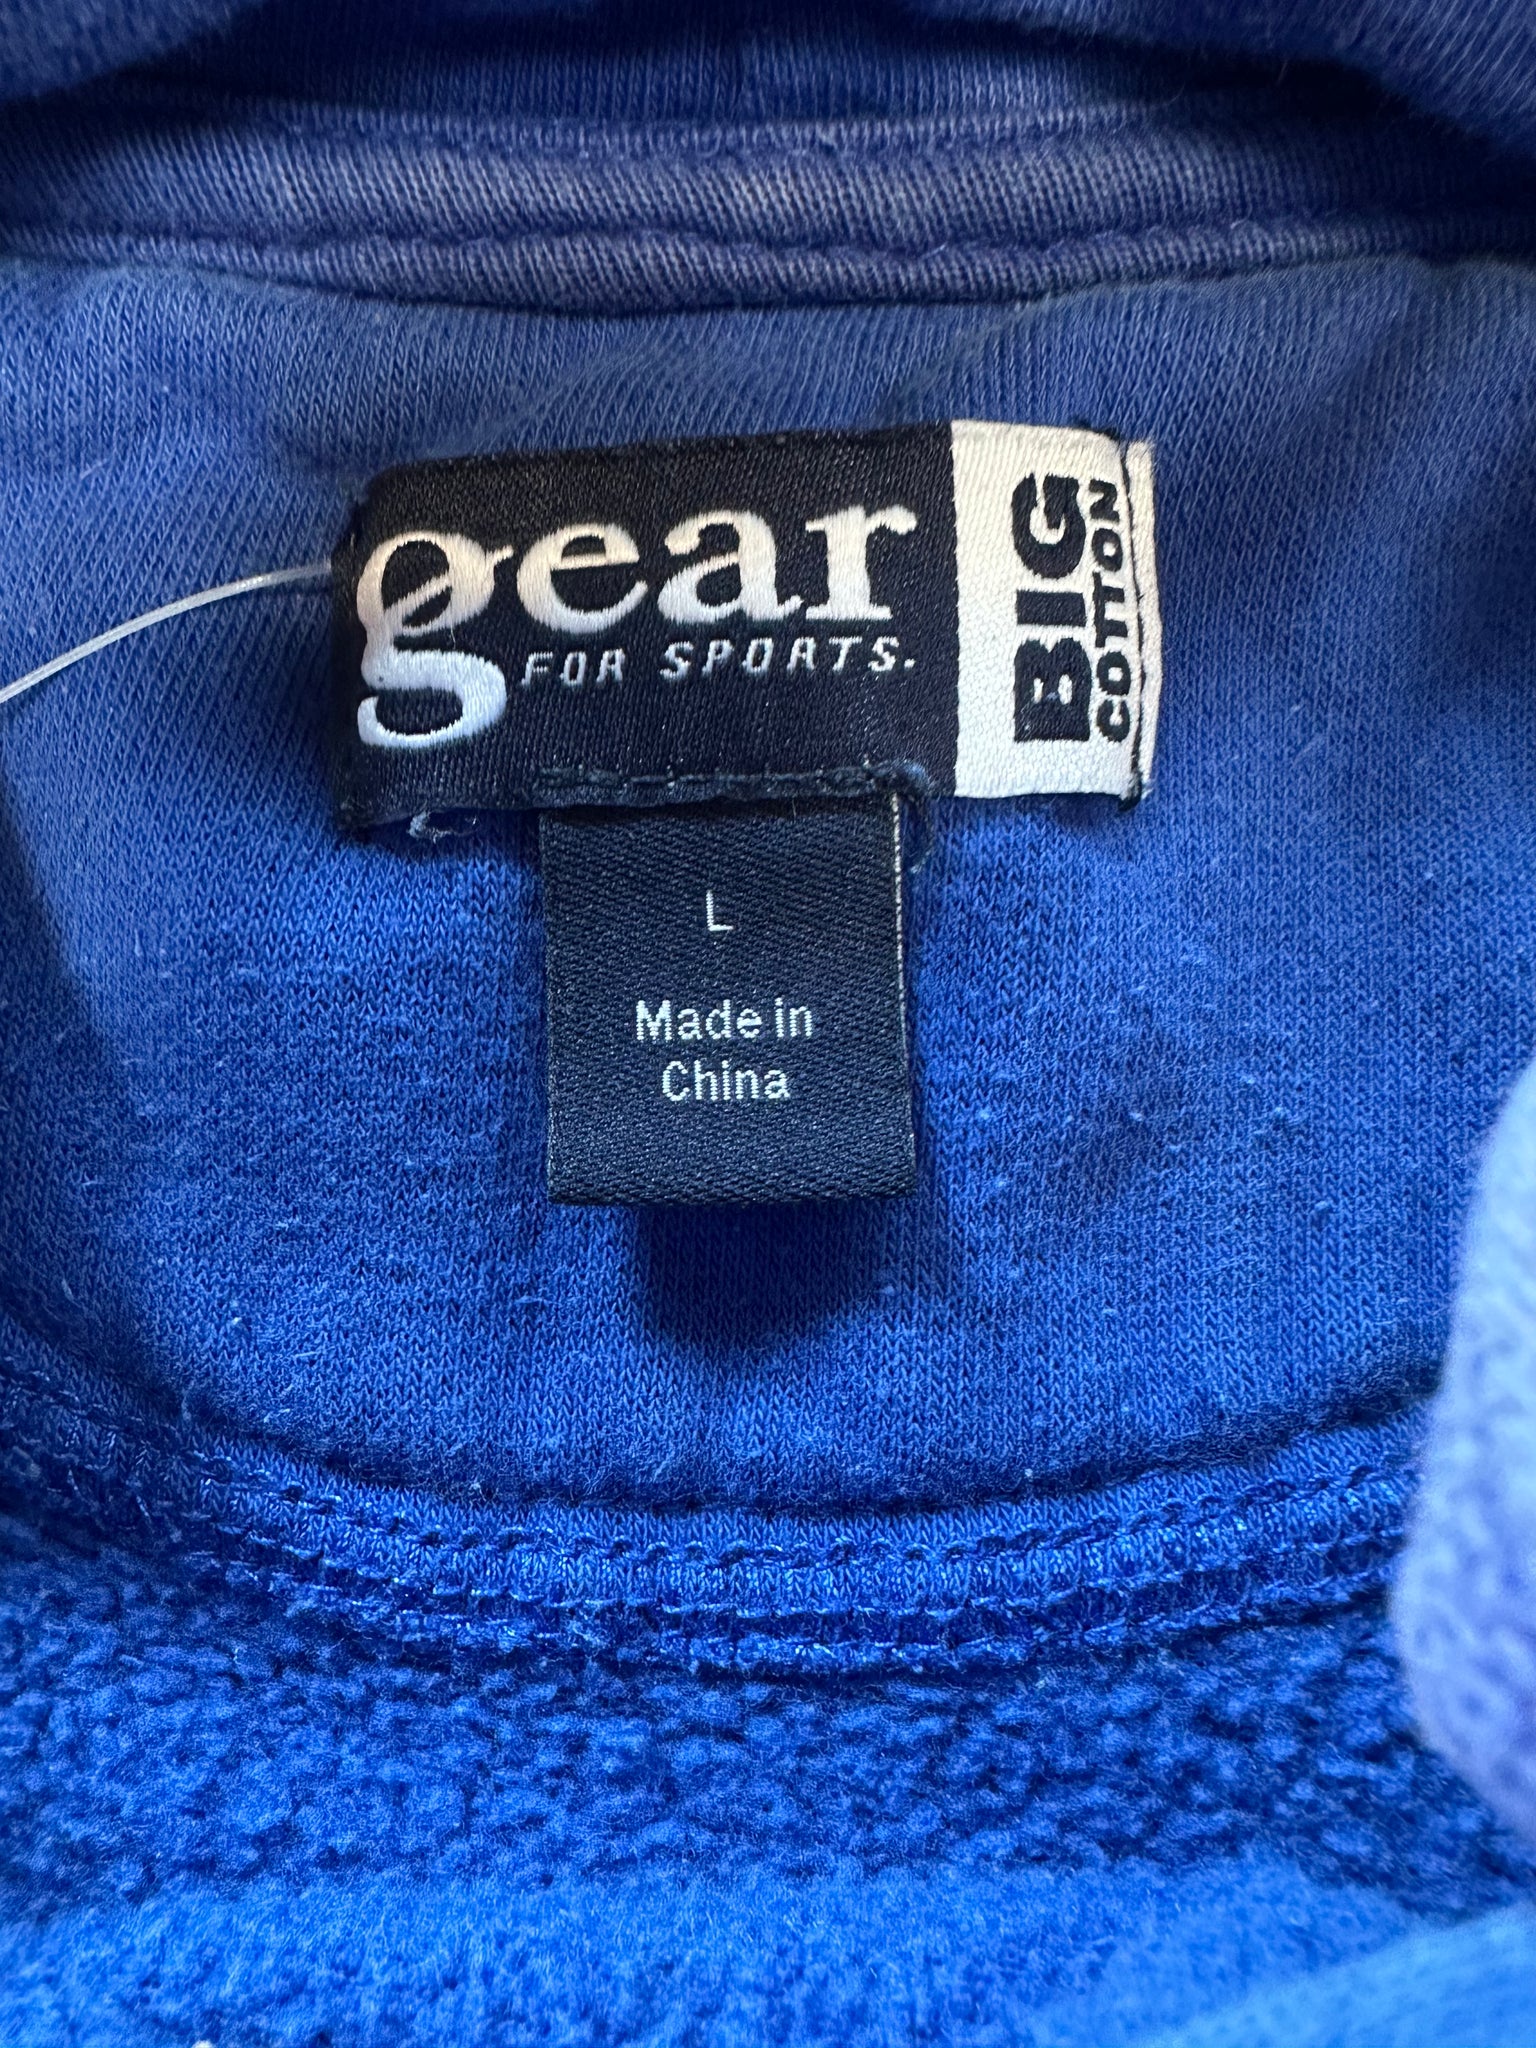 gear
FOR SPORTS.
BIG
COTTON
L
Made in
China